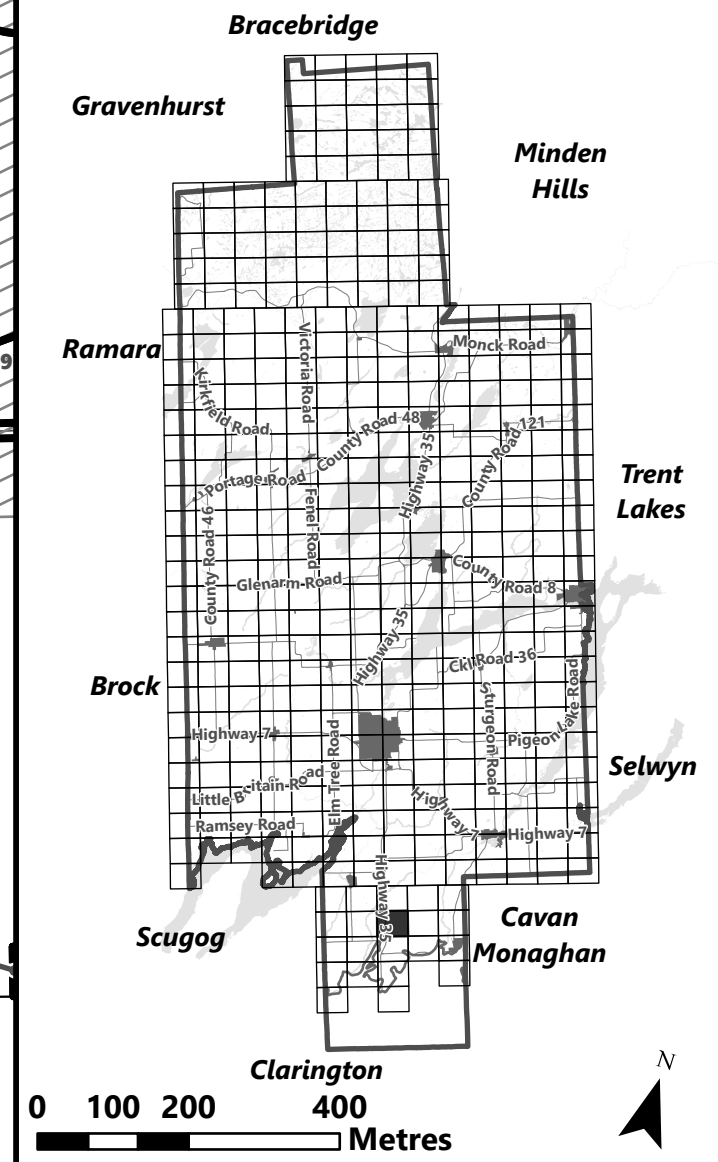 Bracebridge
Gravenhurst
Minden
Hills
Ramara
9
Monck Road
Victoria Road
Kirkfield Road
County Road 48
121
County Road
Highway 35
Portage Road
Trent
Lakes
Fenel Road
County Road 46
Glenarm Road
County Road 8
Highway 35
Ckl Road 36
Brock
Sturgeon Road
Pigeon Lake Road
Highway 7
Elm Tree Road
Selwyn
Little Britain Road
Highway 7
Ramsey Road
Highway 7
Highway 35
Scugog
Cavan
Monaghan
Clarington
N
0 100 200 400
Metres